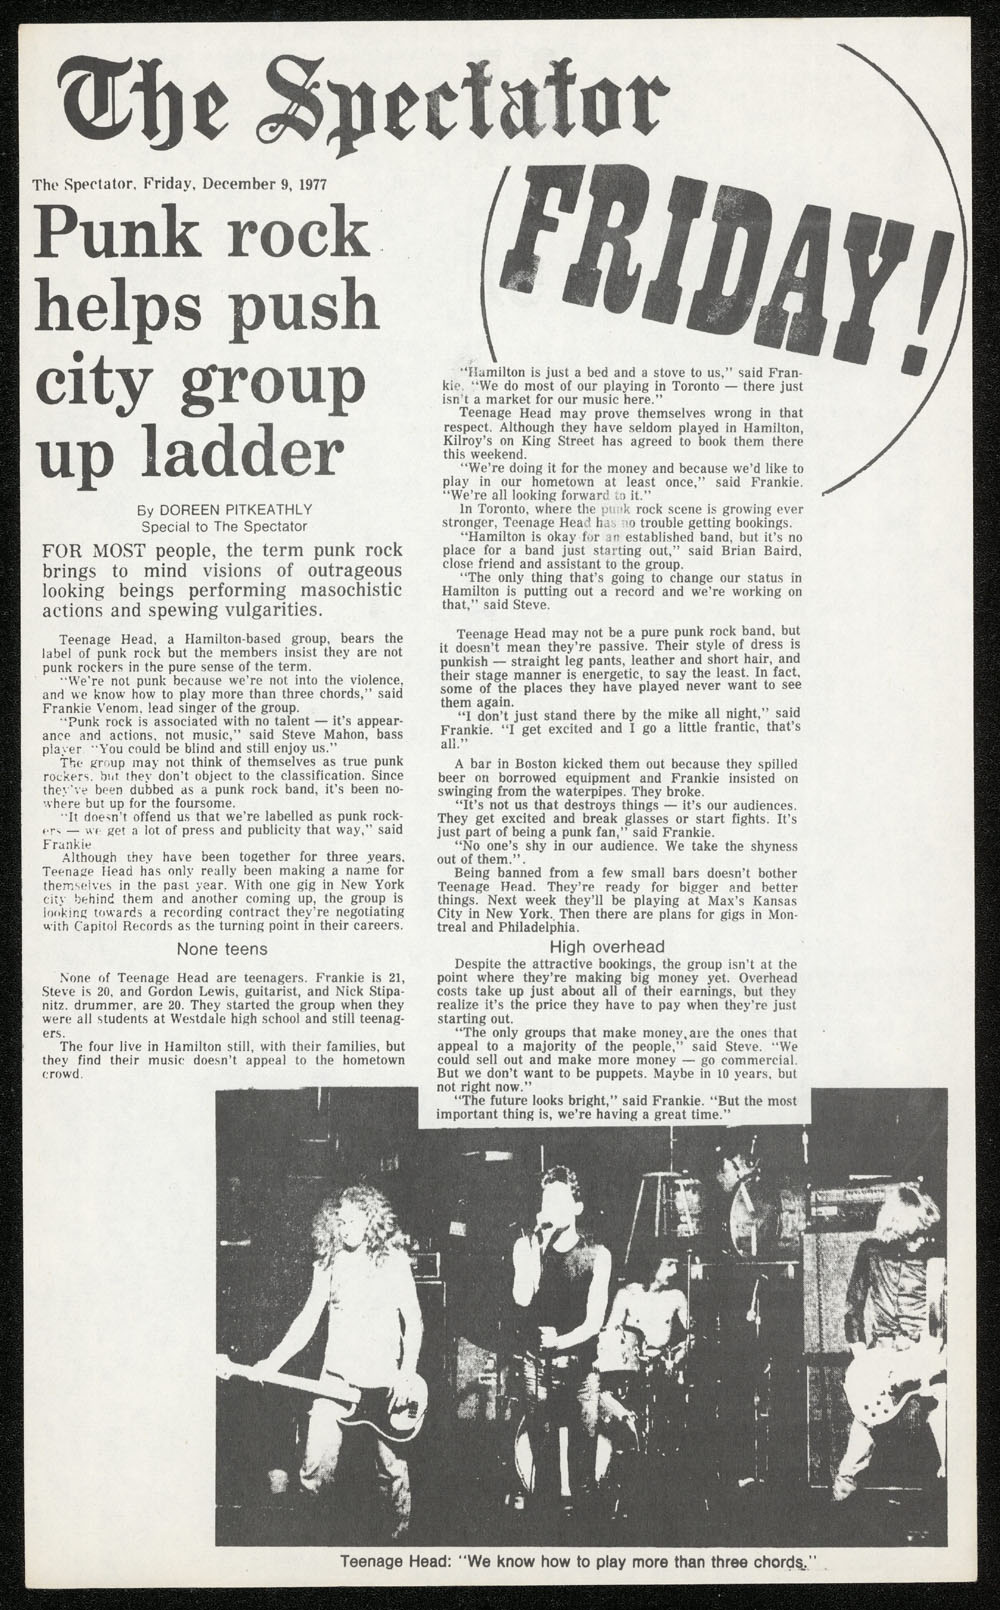 The Spectator
FRIDAY!
The Spectator, Friday, December 9, 1977
Punk rock
helps push
city group
up ladder
By DOREEN PITKEATHLY
Special to The Spectator
FOR MOST people, the term punk rock
brings to mind visions of outrageous
looking beings performing masochistic
actions and spewing vulgarities.
Teenage Head, a Hamilton-based group, bears the
label of punk rock but the members insist they are not
punk rockers in the pure sense of the term.
"We're not punk because we're not into the violence,
and we know how to play more than three chords," said
Frankie Venom, lead singer of the group.
"Punk rock is associated with no talent — it's appear-
ance and actions, not music," said Steve Mahon, bass
player. "You could be blind and still enjoy us."
The group may not think of themselves as true punk
rockers, but they don't object to the classification. Since
they've been dubbed as a punk rock band, it's been no-
where but up for the foursome.
"It doesn't offend us that we're labelled as punk rock-
ers — we get a lot of press and publicity that way," said
Frankie
Although they have been together for three years,
Teenage Head has only really been making a name for
themselves in the past year. With one gig in New York
city behind them and another coming up, the group is
looking towards a recording contract they're negotiating
with Capitol Records as the turning point in their careers.
None teens
None of Teenage Head are teenagers. Frankie is 21,
Steve is 20, and Gordon Lewis, guitarist, and Nick Stipa-
nitz, drummer, are 20. They started the group when they
were all students at Westdale high school and still teenag-
ers.
The four live in Hamilton still, with their families, but
they find their music doesn't appeal to the hometown
crowd.
"Hamilton is just a bed and a stove to us," said Fran-
kie. "We do most of our playing in Toronto — there just
isn't a market for our music here."
Teenage Head may prove themselves wrong in that
respect. Although they have seldom played in Hamilton,
Kilroy's on King Street has agreed to book them there
this weekend.
"We're doing it for the money and because we'd like to
play in our hometown at least once," said Frankie.
"We're all looking forward to it."
In Toronto, where the punk rock scene is growing ever
stronger, Teenage Head has no trouble getting bookings.
"Hamilton is okay for an established band, but it's no
place for a band just starting out," said Brian Baird,
close friend and assistant to the group.
"The only thing that's going to change our status in
Hamilton is putting out a record and we're working on
that," said Steve.
Teenage Head may not be a pure punk rock band, but
it doesn't mean they're passive. Their style of dress is
punkish — straight leg pants, leather and short hair, and
their stage manner is energetic, to say the least. In fact,
some of the places they have played never want to see
them again.
"I don't just stand there by the mike all night," said
Frankie. "I get excited and I go a little frantic, that's
all."
A bar in Boston kicked them out because they spilled
beer on borrowed equipment and Frankie insisted on
swinging from the waterpipes. They broke.
"It's not us that destroys things — it's our audiences.
They get excited and break glasses or start fights. It's
just part of being a punk fan," said Frankie.
"No one's shy in our audience. We take the shyness
out of them.".
Being banned from a few small bars doesn't bother
Teenage Head. They're ready for bigger and better
things. Next week they'll be playing at Max's Kansas
City in New York. Then there are plans for gigs in Mon-
treal and Philadelphia.
High overhead
Despite the attractive bookings, the group isn't at the
point where they're making big money yet. Overhead
costs take up just about all of their earnings, but they
realize it's the price they have to pay when they're just
starting out.
"The only groups that make money are the ones that
appeal to a majority of the people," said Steve. "We
could sell out and make more money — go commercial.
But we don't want to be puppets. Maybe in 10 years, but
not right now."
"The future looks bright," said Frankie. "But the most
important thing is, we're having a great time."
Teenage Head: "We know how to play more than three chords."